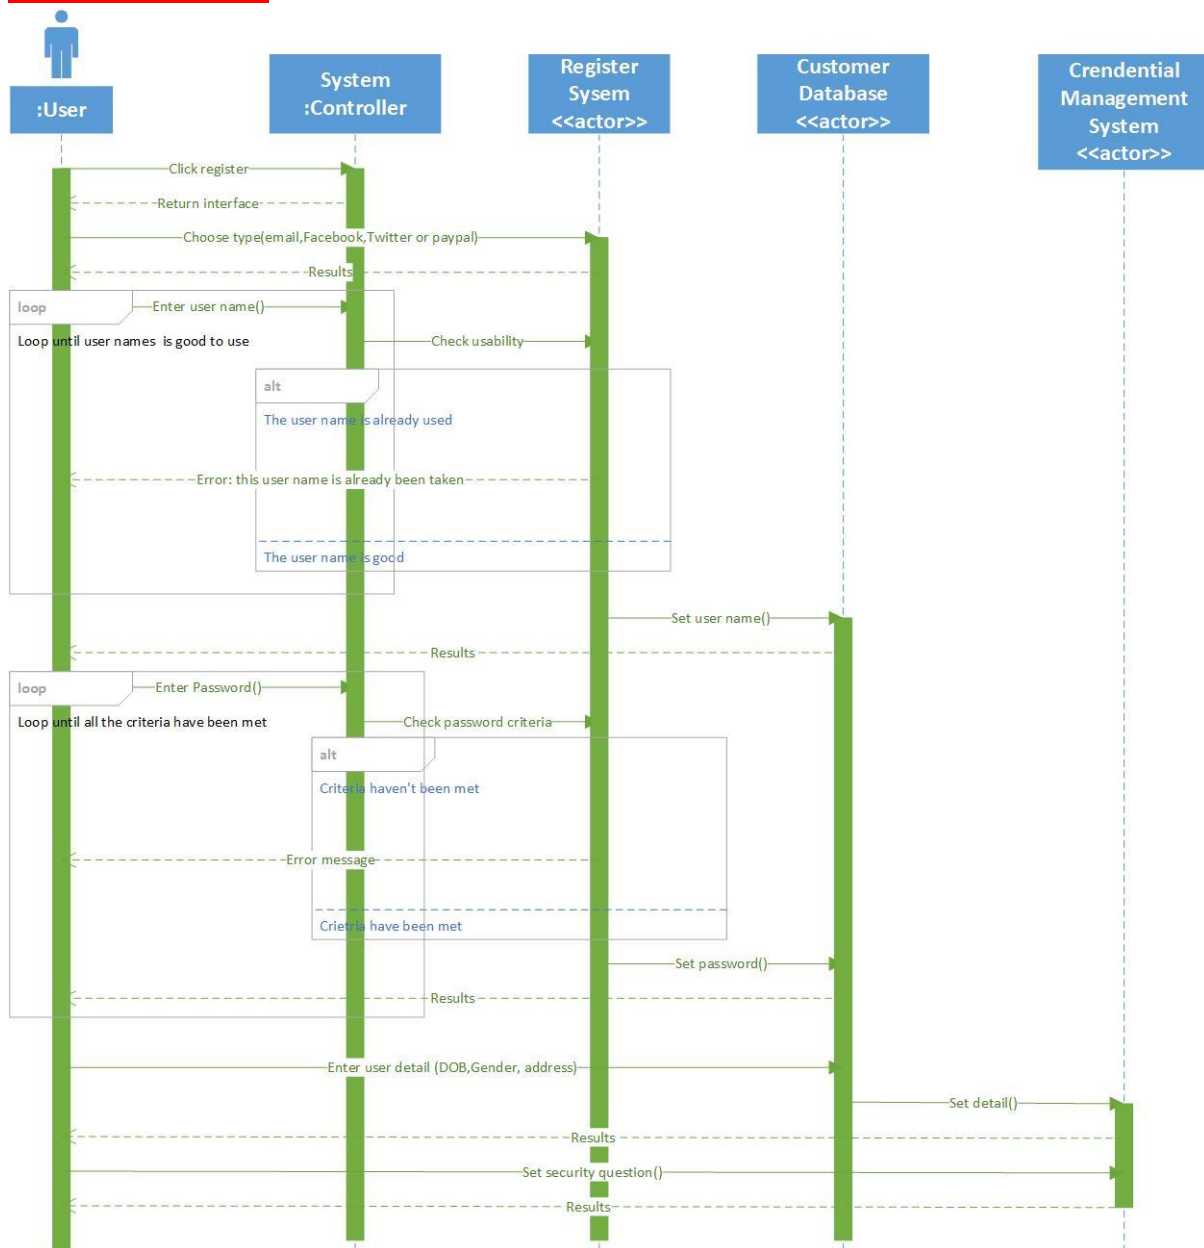 :User
System
:Controller
Register
Sysem
<<actor>>
Customer
Database
<<actor>>
Crendential
Management
System
<<actor>>
Click register
Return interface
Choose type(email,Facebook,Twitter or paypal)
Results
loop
Enter user name()
Loop until user names  is good to use
Check usability
alt
The user name is already used
Error: this user name is already been taken
The user name is good
Set user name()
Results
loop
Enter Password()
Loop until all the criteria have been met
Check password criteria
alt
Criteria haven't been met
Error message
Crietria have been met
Set password()
Results
Enter user detail (DOB,Gender, address)
Set detail()
Results
Set security question()
Results